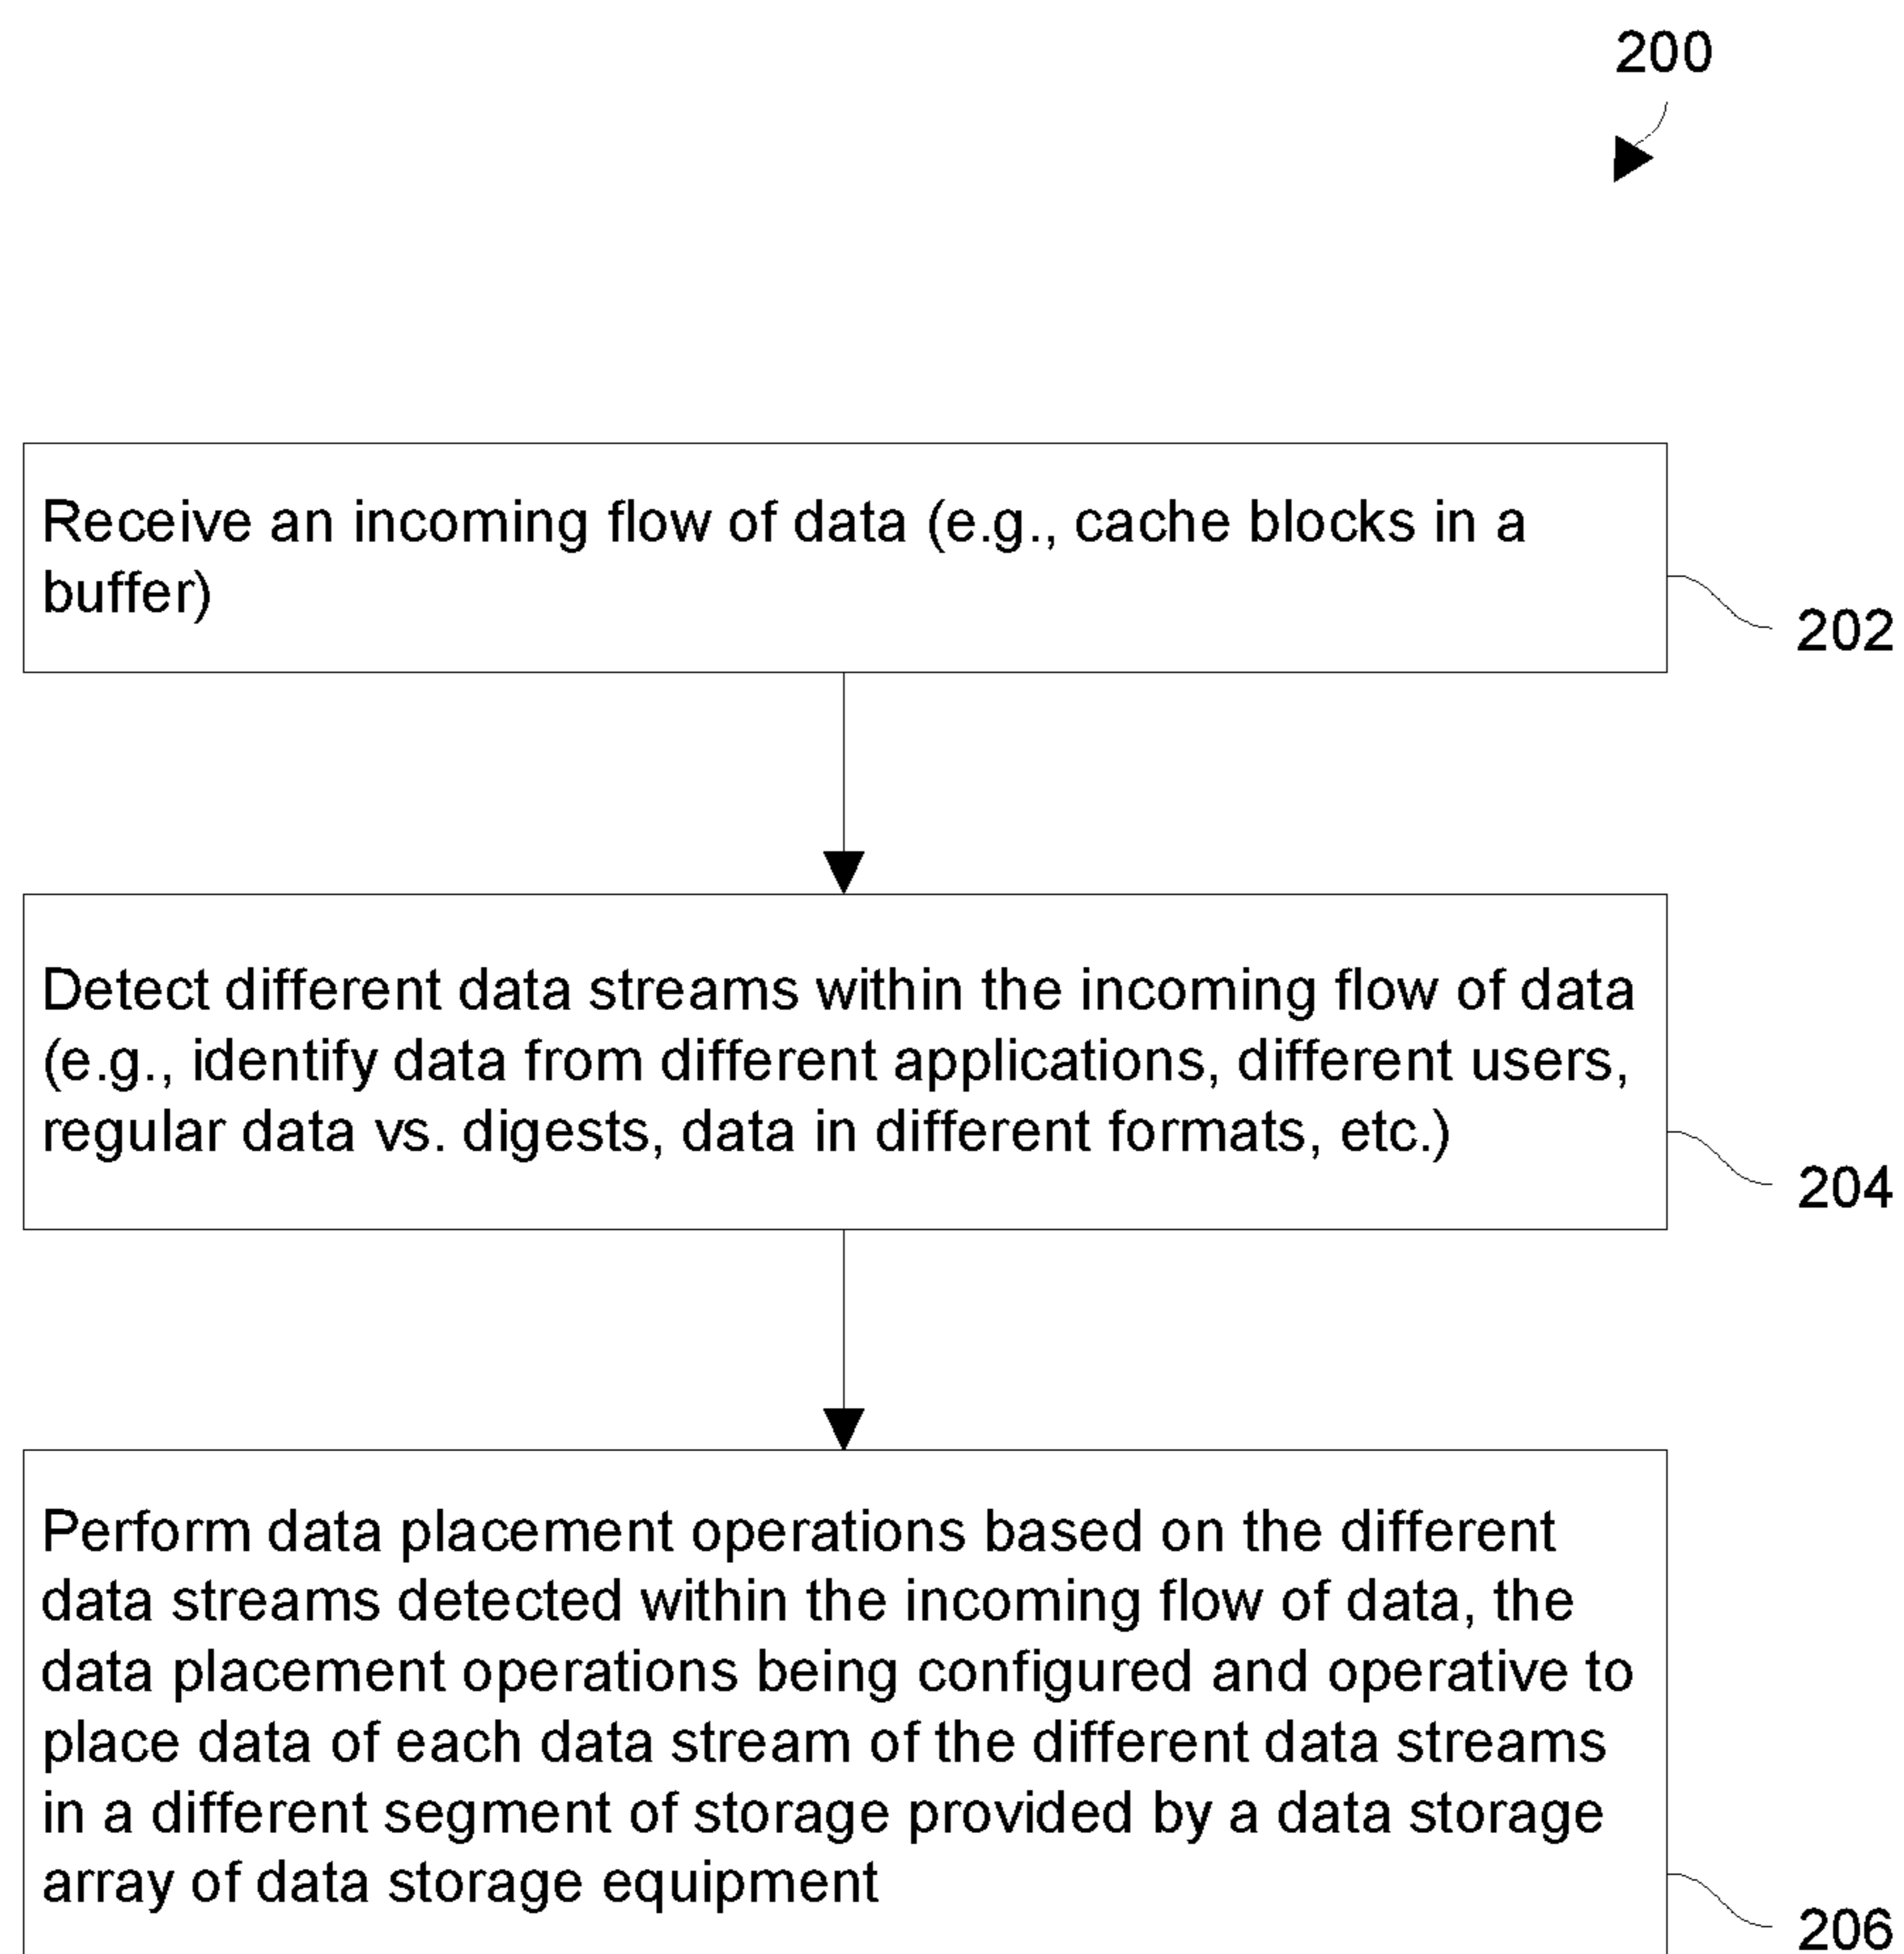 200
Receive an incoming flow of data (e.g., cache blocks in a
buffer)
202
Detect different data streams within the incoming flow of data
(e.g., identify data from different applications, different users,
regular data vs. digests, data in different formats, etc.)
204
Perform data placement operations based on the different
data streams detected within the incoming flow of data, the
data placement operations being configured and operative to
place data of each data stream of the different data streams
in a different segment of storage provided by a data storage
array of data storage equipment
206